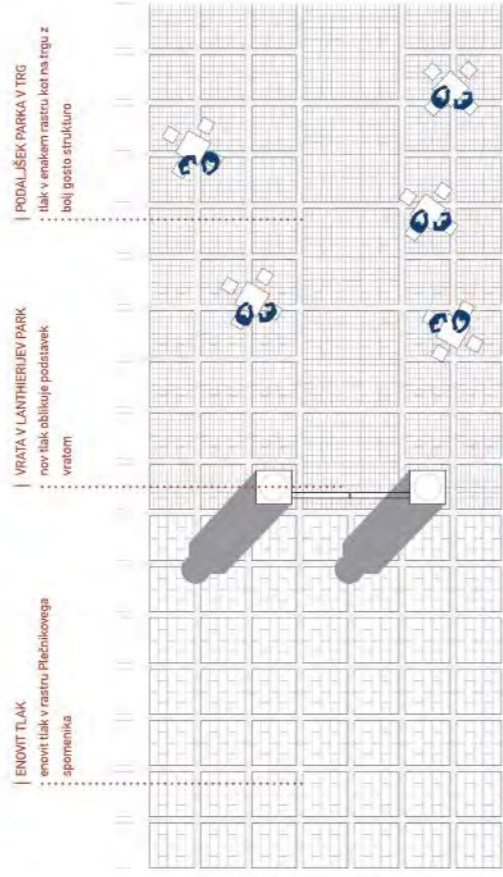 ENOVIT TLAK
enovit tlak v rastru Plečnikovega
spomenika
VRATA V LANTHIERIJEV PARK
nov tlak oblikuje podstavek
vratom
PODALJŠEK PARKA V TRG
tlak v enakem rastru kot na trgu z
bolj gosto strukturo